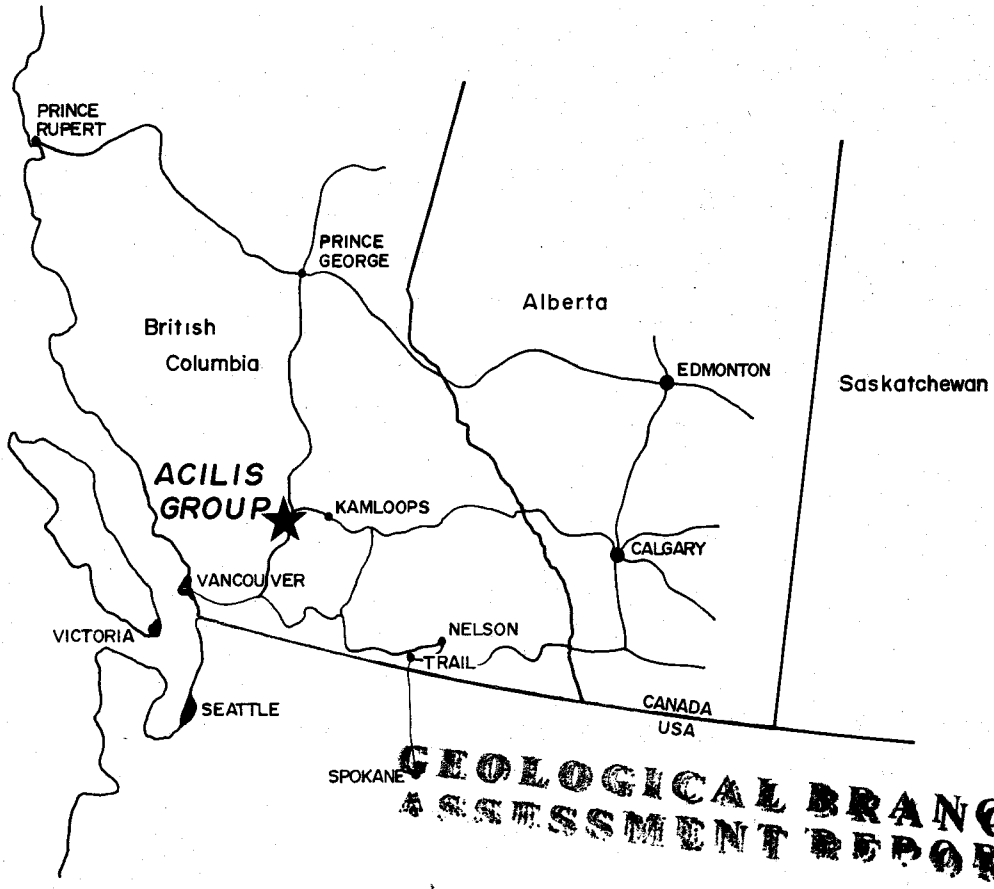 PRINCE
RUPERT
PRINCE
GEORGE
Alberta
British
Columbia
EDMONTON
Saskatchewan
ACILIS
GROUP
KAMLOOPS
CALGARY
VANCOUVER
VICTORIA
NELSON
TRAIL
SEATTLE
CANADA
USA
SPOKANE
GEOLOGICAL BRANC
ASSESSMENT REPOR